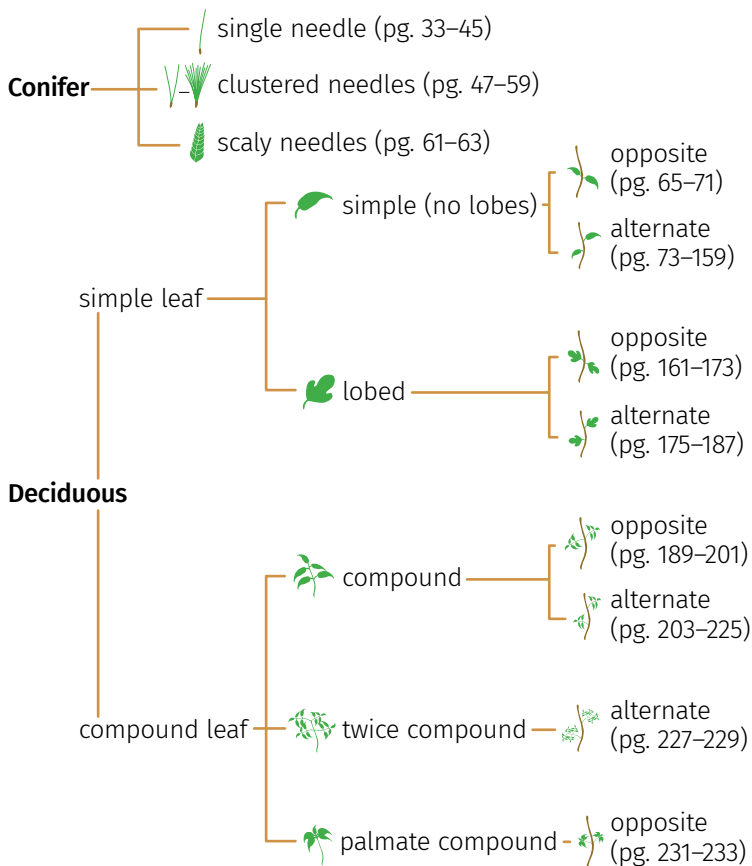 Conifer
single needle (pg. 33–45)
clustered needles (pg. 47–59)
scaly needles (pg. 61–63)
Deciduous
simple leaf
simple (no lobes)
opposite
(pg. 65–71)
alternate
(pg. 73–159)
lobed
opposite
(pg. 161–173)
alternate
(pg. 175–187)
compound leaf
compound
opposite
(pg. 189–201)
alternate
(pg. 203–225)
twice compound
alternate
(pg. 227–229)
palmate compound
opposite
(pg. 231–233)